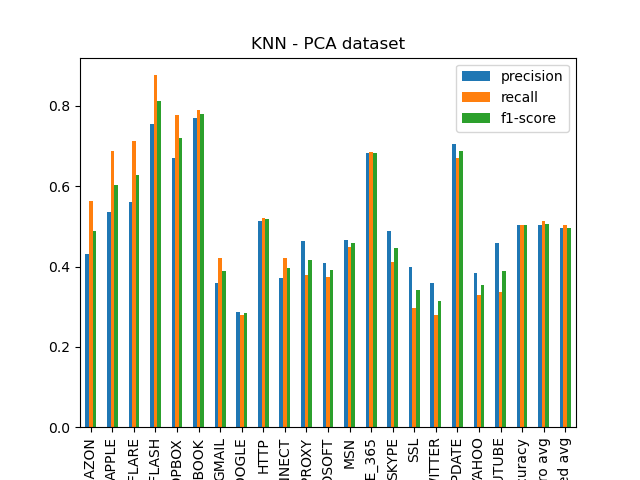 KNN - PCA dataset
precision
recall
f1-score
0.8
0.6
0.4
0.2
0.0
AZON
APPLE
FLARE
FLASH
OPBOX
BOOK
GMAIL
OOGLE
HTTP
NNECT
PROXY
OSOFT
MSN
E_365
SKYPE
SSL
ITTER
PDATE
YAHOO
UTUBE
curacy
ro avg
ed avg